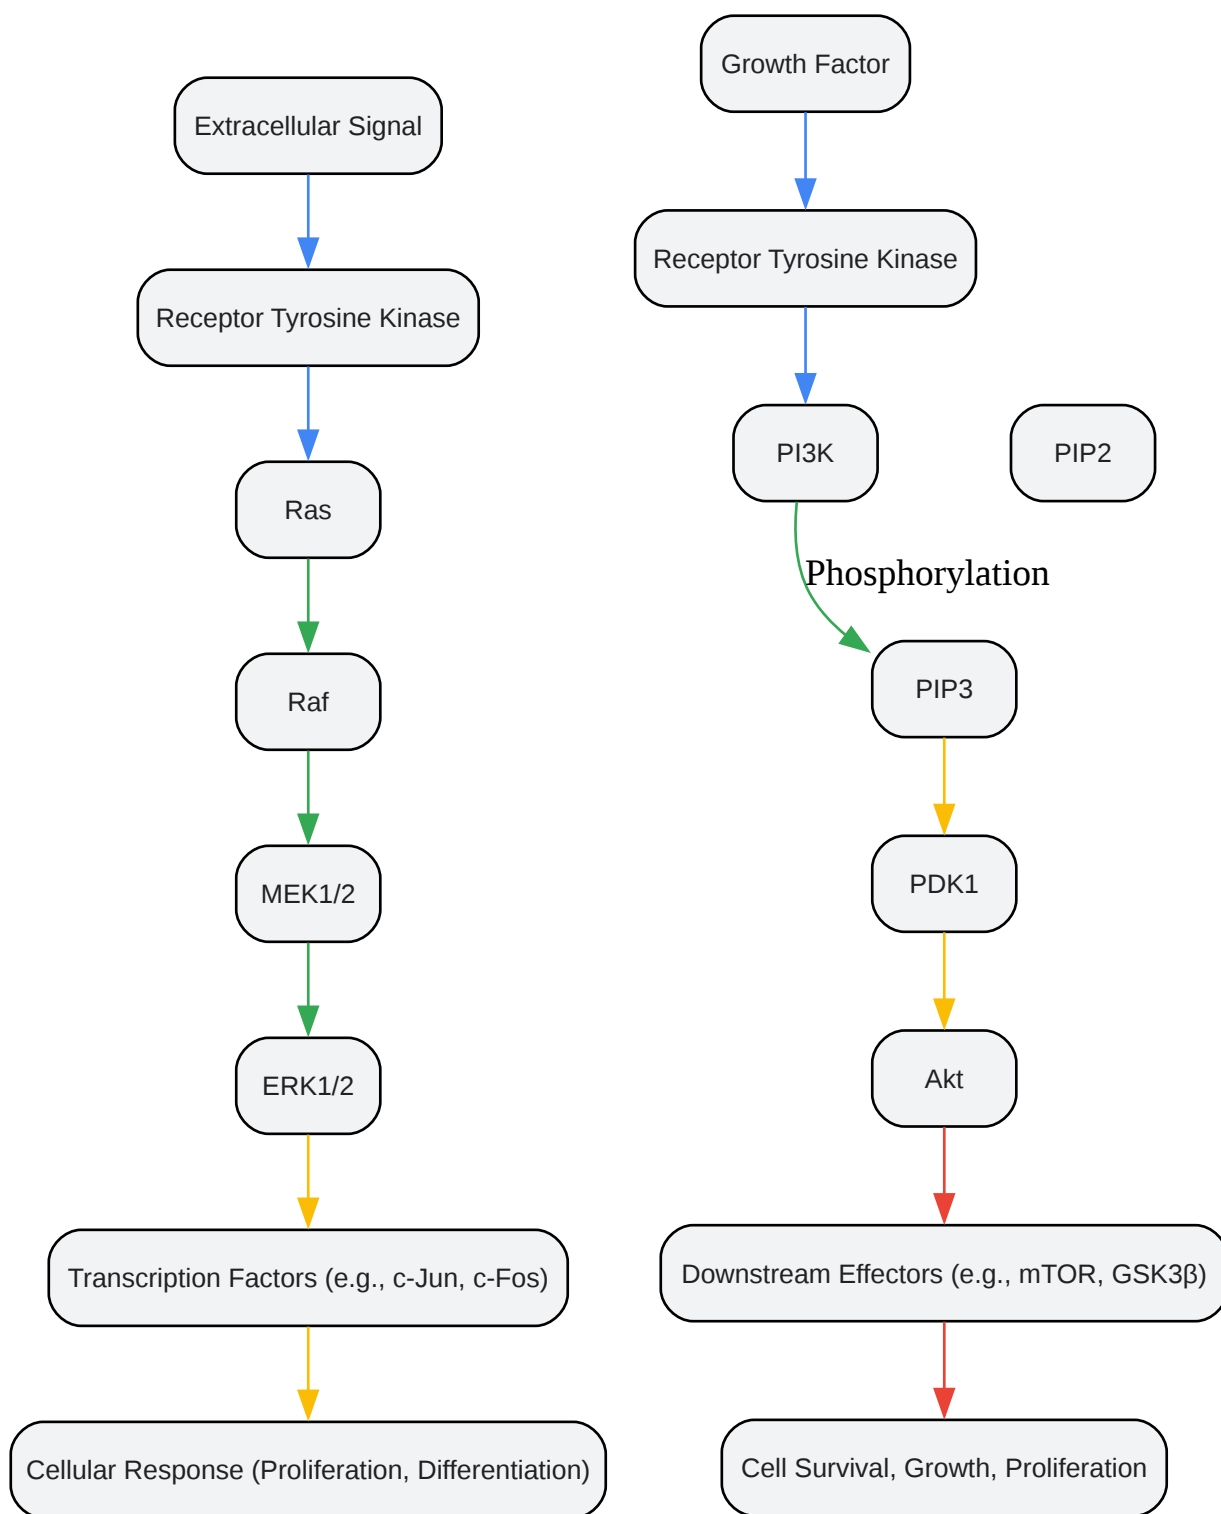 Extracellular Signal
Receptor Tyrosine Kinase
Ras
Raf
MEK1/2
ERK1/2
Transcription Factors (e.g., c-Jun, c-Fos)
Cellular Response (Proliferation, Differentiation)
Growth Factor
Receptor Tyrosine Kinase
PI3K
PIP2
Phosphorylation
PIP3
PDK1
Akt
Downstream Effectors (e.g., mTOR, GSK3β)
Cell Survival, Growth, Proliferation